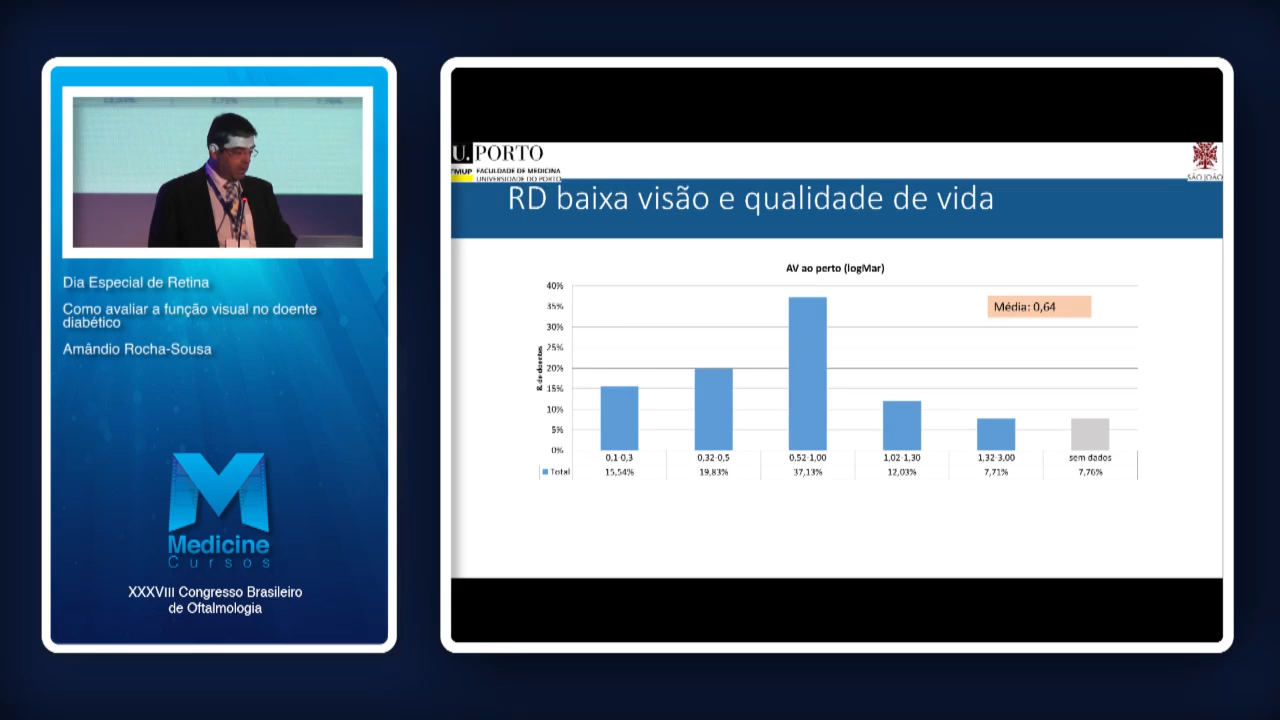 Dia Especial de Retina
Como avaliar a função visual no doente
diabético
Amândio Rocha-Sousa
Medicine
Cursos
XXXVIII Congresso Brasileiro
de Oftalmologia
U. PORTO
FMUP FACULDADE DE MEDICINA
UNIVERSIDADE DO PORTO
SÃO JOÃO
RD baixa visão e qualidade de vida
AV ao perto (logMar)
Média: 0,64
% de doentes
40%
35%
30%
25%
20%
15%
10%
5%
0%
0,1-0,3 0,32-0,5 0,52-1,00 1,02-1,30 1,32-3,00 sem dados
Total 15,54% 19,83% 37,13% 12,03% 7,71% 7,76%